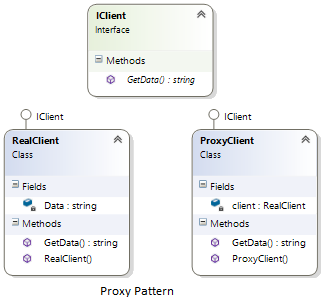 IClient
Interface
Methods
GetData() : string
IClient
RealClient
Class
Fields
Data : string
Methods
GetData() : string
RealClient()
IClient
ProxyClient
Class
Fields
client : RealClient
Methods
GetData() : string
ProxyClient()
Proxy Pattern